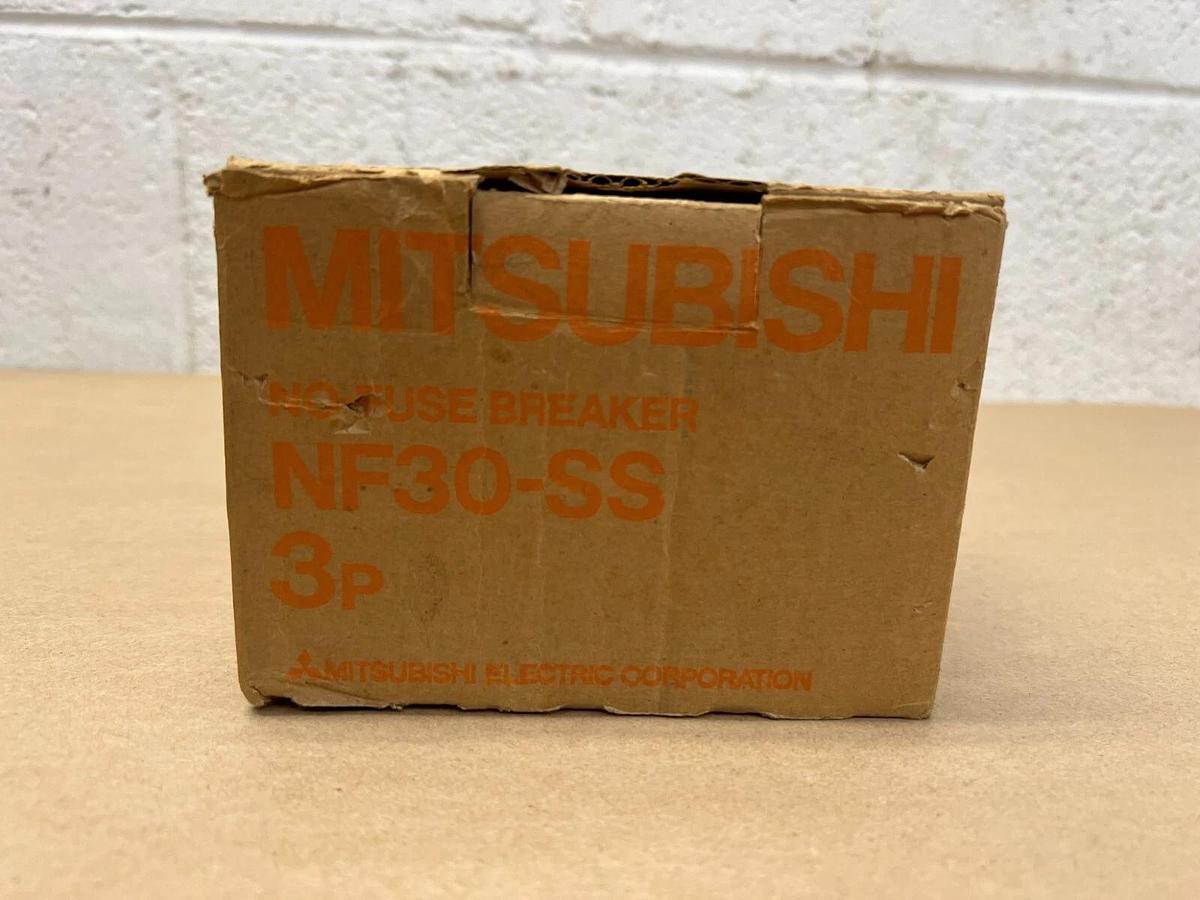 MITSUBISHI
NO-FUSE BREAKER
NF30-SS
3P
MITSUBISHI ELECTRIC CORPORATION